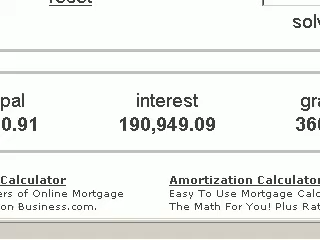 reset
solv
pal interest gra
0.91 190,949.09 360
Calculator Amortization Calculator
ers of Online Mortgage Easy To Use Mortgage Calc
on Business.com. The Math For You! Plus Rat